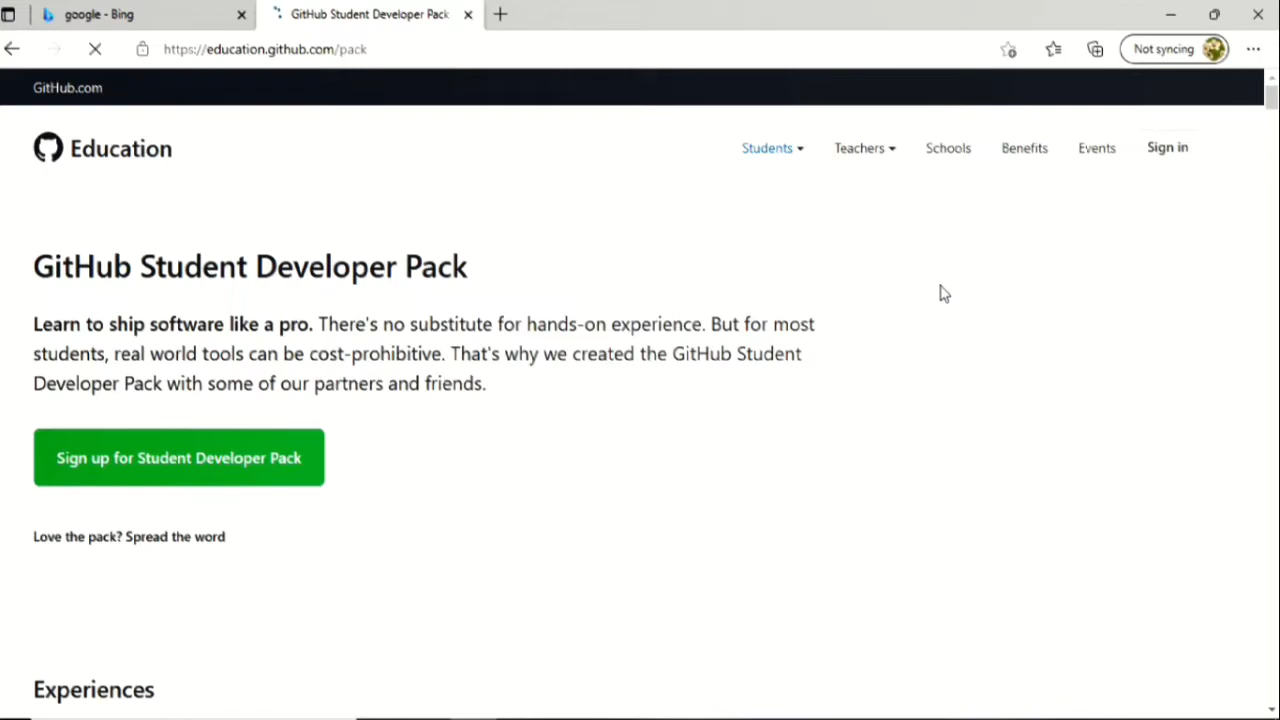 google - Bing
GitHub Student Developer Pack
https://education.github.com/pack
Not syncing
GitHub.com
Education
Students
Teachers
Schools
Benefits
Events
Sign in
GitHub Student Developer Pack
Learn to ship software like a pro. There's no substitute for hands-on experience. But for most
students, real world tools can be cost-prohibitive. That's why we created the GitHub Student
Developer Pack with some of our partners and friends.
Sign up for Student Developer Pack
Love the pack? Spread the word
Experiences